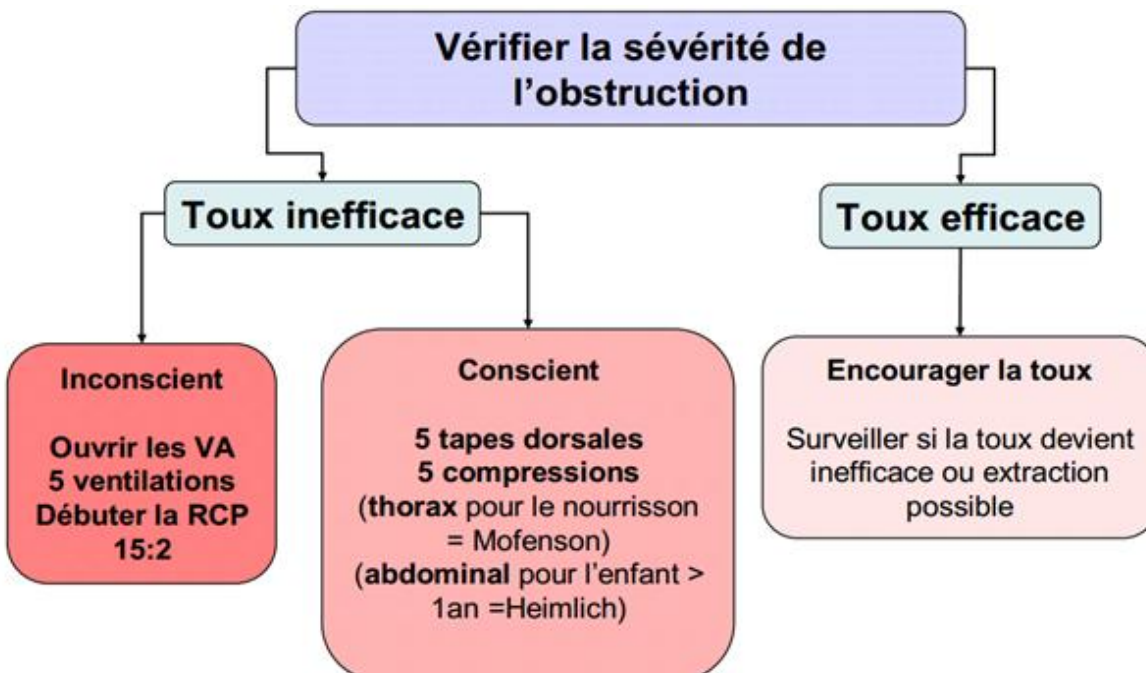 Vérifier la sévérité de
l'obstruction
Toux inefficace
Toux efficace
Inconscient
Ouvrir les VA
5 ventilations
Débuter la RCP
15:2
Conscient
5 tapes dorsales
5 compressions
(thorax pour le nourrisson
= Mofenson)
(abdominal pour l'enfant >
1an =Heimlich)
Encourager la toux
Surveiller si la toux devient
inefficace ou extraction
possible